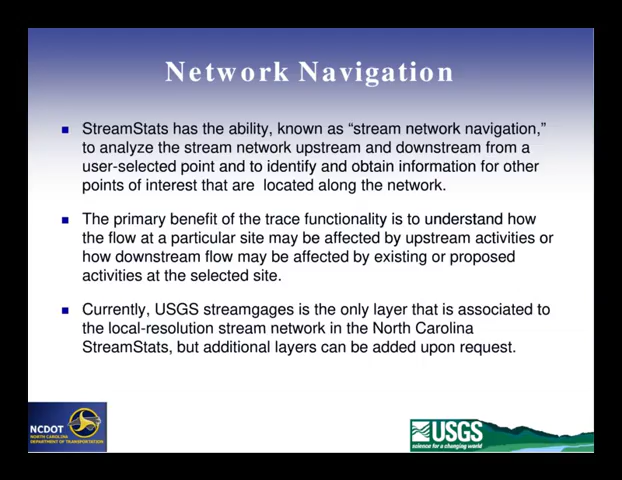 Network Navigation
StreamStats has the ability, known as “stream network navigation,”
to analyze the stream network upstream and downstream from a
user-selected point and to identify and obtain information for other
points of interest that are located along the network.
The primary benefit of the trace functionality is to understand how
the flow at a particular site may be affected by upstream activities or
how downstream flow may be affected by existing or proposed
activities at the selected site.
Currently, USGS streamgages is the only layer that is associated to
the local-resolution stream network in the North Carolina
StreamStats, but additional layers can be added upon request.
NCDOT
NORTH CAROLINA
DEPARTMENT OF TRANSPORTATION
USGS
science for a changing world